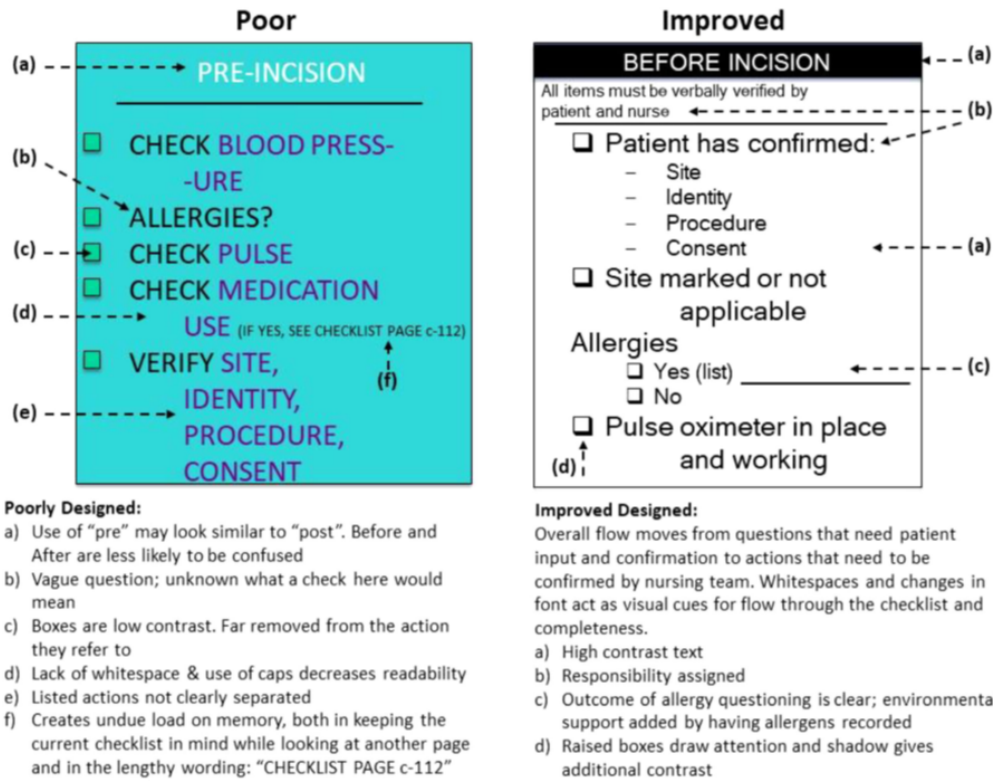 Poor
(a)
PRE-INCISION
(b)
CHECK BLOOD PRESS-
-URE
ALLERGIES?
(c)
CHECK PULSE
CHECK MEDICATION
(d)
USE (IF YES, SEE CHECKLIST PAGE c-112)
VERIFY SITE,
(f)
IDENTITY,
(e)
PROCEDURE,
CONSENT
Improved
BEFORE INCISION
(a)
All items must be verbally verified by
patient and nurse
(b)
Patient has confirmed:
– Site
– Identity
– Procedure
– Consent
(a)
Site marked or not
applicable
Allergies
Yes (list)
(c)
No
Pulse oximeter in place
(d)
and working
Poorly Designed:
a) Use of “pre” may look similar to “post”. Before and
After are less likely to be confused
b) Vague question; unknown what a check here would
mean
c) Boxes are low contrast. Far removed from the action
they refer to
d) Lack of whitespace & use of caps decreases readability
e) Listed actions not clearly separated
f) Creates undue load on memory, both in keeping the
current checklist in mind while looking at another page
and in the lengthy wording: “CHECKLIST PAGE c-112”
Improved Designed:
Overall flow moves from questions that need patient
input and confirmation to actions that need to be
confirmed by nursing team. Whitespaces and changes in
font act as visual cues for flow through the checklist and
completeness.
a) High contrast text
b) Responsibility assigned
c) Outcome of allergy questioning is clear; environmenta
support added by having allergens recorded
d) Raised boxes draw attention and shadow gives
additional contrast